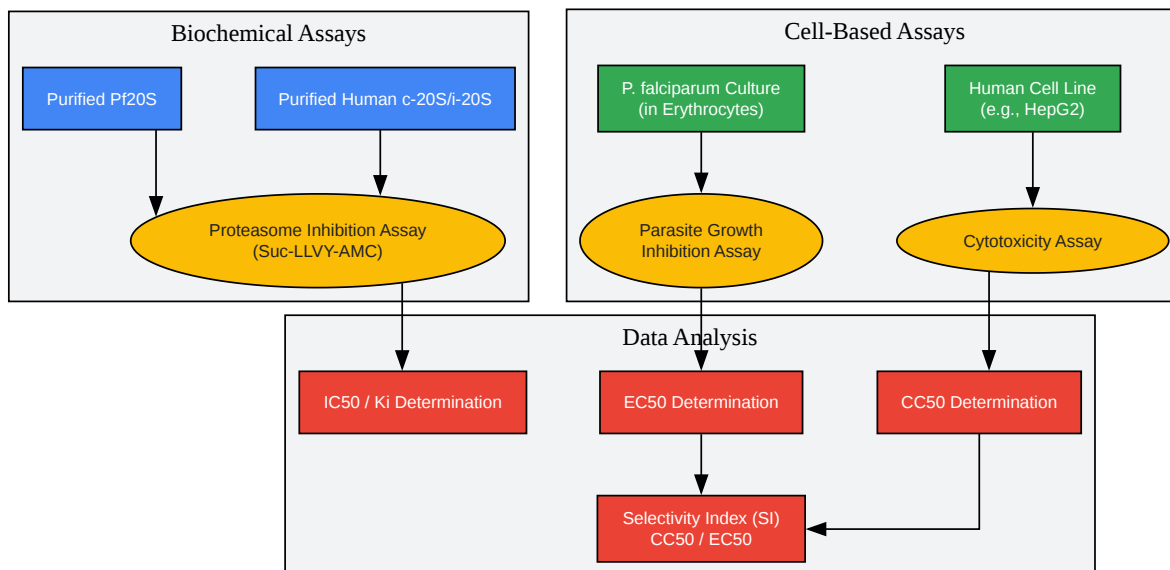 Biochemical Assays
Purified Pf20S
Purified Human c-20S/i-20S
Proteasome Inhibition Assay
(Suc-LLVY-AMC)
Cell-Based Assays
P. falciparum Culture
(in Erythrocytes)
Human Cell Line
(e.g., HepG2)
Parasite Growth
Inhibition Assay
Cytotoxicity Assay
Data Analysis
IC50 / Ki Determination
EC50 Determination
CC50 Determination
Selectivity Index (SI)
CC50 / EC50